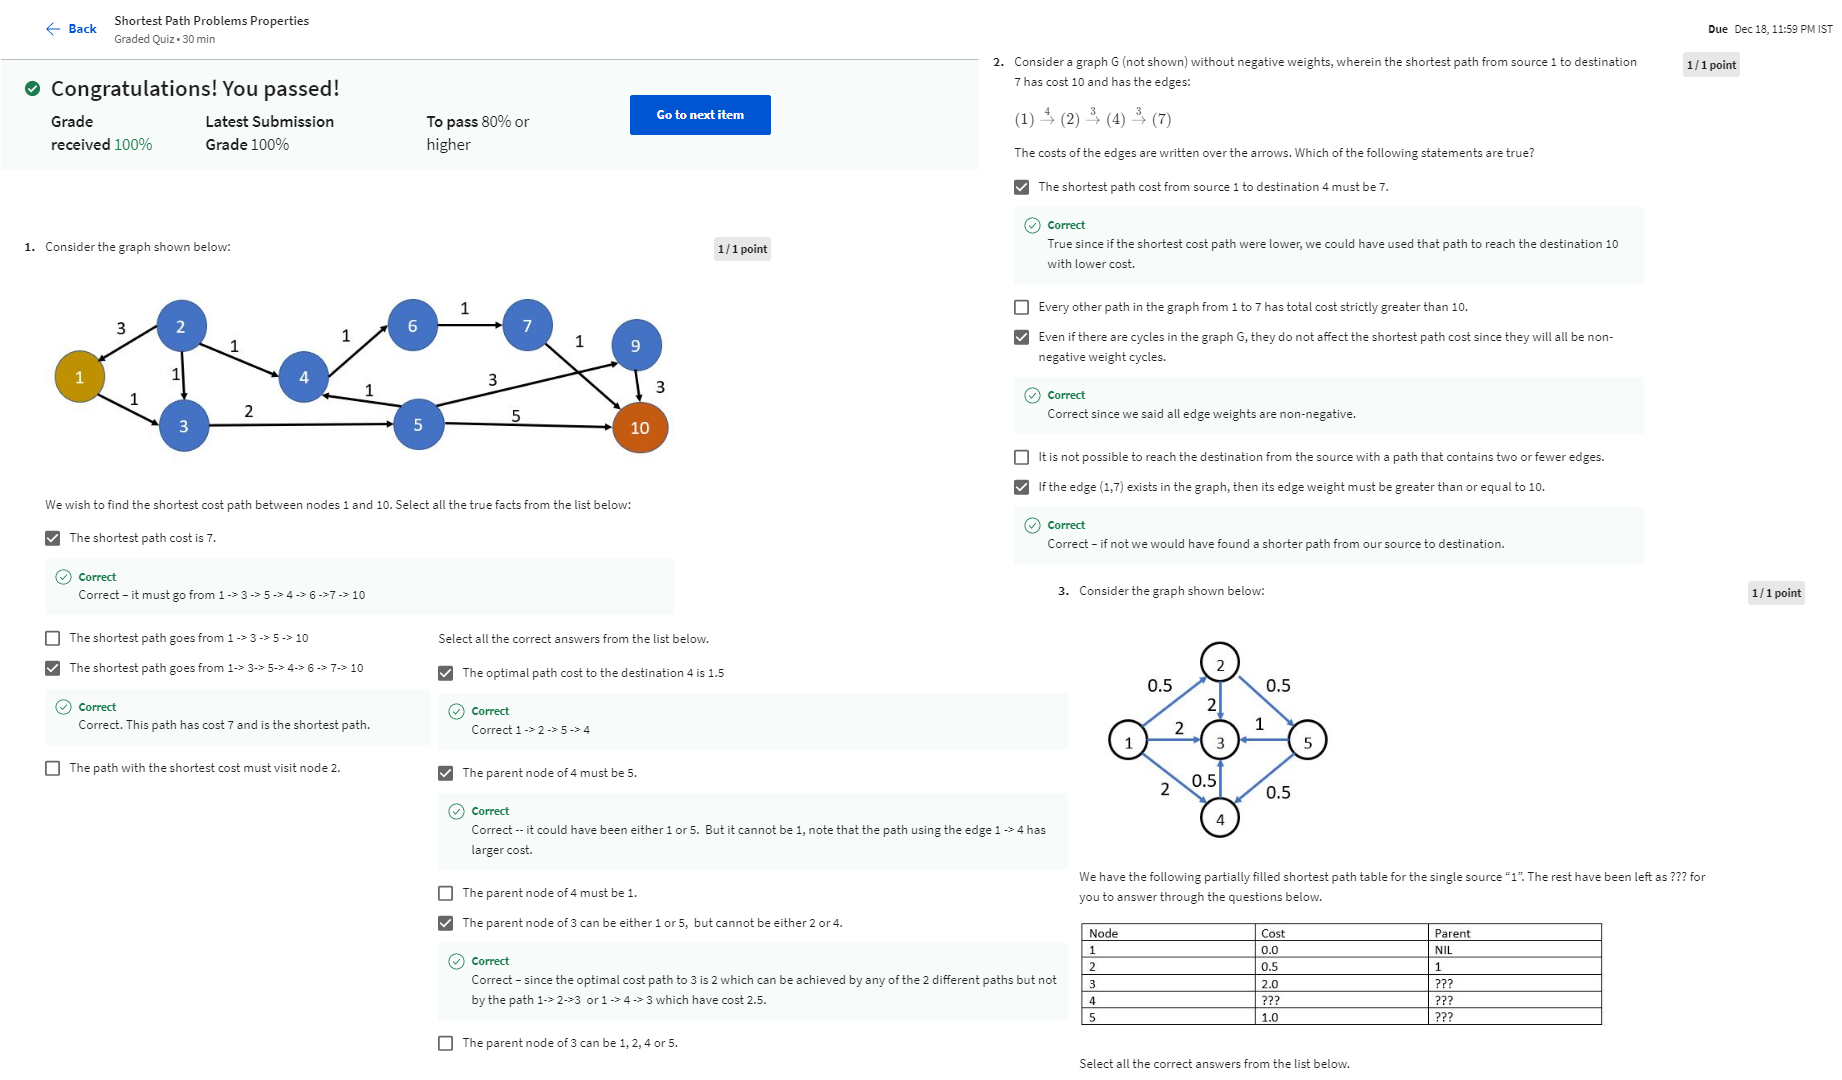 Back
Shortest Path Problems Properties
Graded Quiz • 30 min
Due Dec 18, 11:59 PM IST
Congratulations! You passed!
Grade received 100%
Latest Submission Grade 100%
To pass 80% or higher
Go to next item
1. Consider the graph shown below:
1 / 1 point
3
2
1
1
6
1
7
1
9
1
4
1
3
3
1
3
2
5
5
10
We wish to find the shortest cost path between nodes 1 and 10. Select all the true facts from the list below:
The shortest path cost is 7.
Correct
Correct – it must go from 1 -> 3 -> 5 -> 4 -> 6 ->7 -> 10
The shortest path goes from 1 -> 3 -> 5 -> 10
The shortest path goes from 1-> 3-> 5-> 4-> 6 -> 7-> 10
Correct
Correct. This path has cost 7 and is the shortest path.
The path with the shortest cost must visit node 2.
2. Consider a graph G (not shown) without negative weights, wherein the shortest path from source 1 to destination
7 has cost 10 and has the edges:
1 / 1 point
(1) 4→ (2) 3→ (4) 3→ (7)
The costs of the edges are written over the arrows. Which of the following statements are true?
The shortest path cost from source 1 to destination 4 must be 7.
Correct
True since if the shortest cost path were lower, we could have used that path to reach the destination 10
with lower cost.
Every other path in the graph from 1 to 7 has total cost strictly greater than 10.
Even if there are cycles in the graph G, they do not affect the shortest path cost since they will all be non-
negative weight cycles.
Correct
Correct since we said all edge weights are non-negative.
It is not possible to reach the destination from the source with a path that contains two or fewer edges.
If the edge (1,7) exists in the graph, then its edge weight must be greater than or equal to 10.
Correct
Correct – if not we would have found a shorter path from our source to destination.
3. Consider the graph shown below:
1 / 1 point
2
0.5
0.5
2
2
1
1
3
5
2
0.5
0.5
4
We have the following partially filled shortest path table for the single source “1”. The rest have been left as ??? for
you to answer through the questions below.
Node Cost Parent
1 0.0 NIL
2 0.5 1
3 2.0 ???
4 ??? ???
5 1.0 ???
Select all the correct answers from the list below.
Select all the correct answers from the list below.
The optimal path cost to the destination 4 is 1.5
Correct
Correct 1 -> 2 -> 5 -> 4
The parent node of 4 must be 5.
Correct
Correct -- it could have been either 1 or 5. But it cannot be 1, note that the path using the edge 1 -> 4 has
larger cost.
The parent node of 4 must be 1.
The parent node of 3 can be either 1 or 5, but cannot be either 2 or 4.
Correct
Correct – since the optimal cost path to 3 is 2 which can be achieved by any of the 2 different paths but not
by the path 1-> 2->3 or 1 -> 4 -> 3 which have cost 2.5.
The parent node of 3 can be 1, 2, 4 or 5.